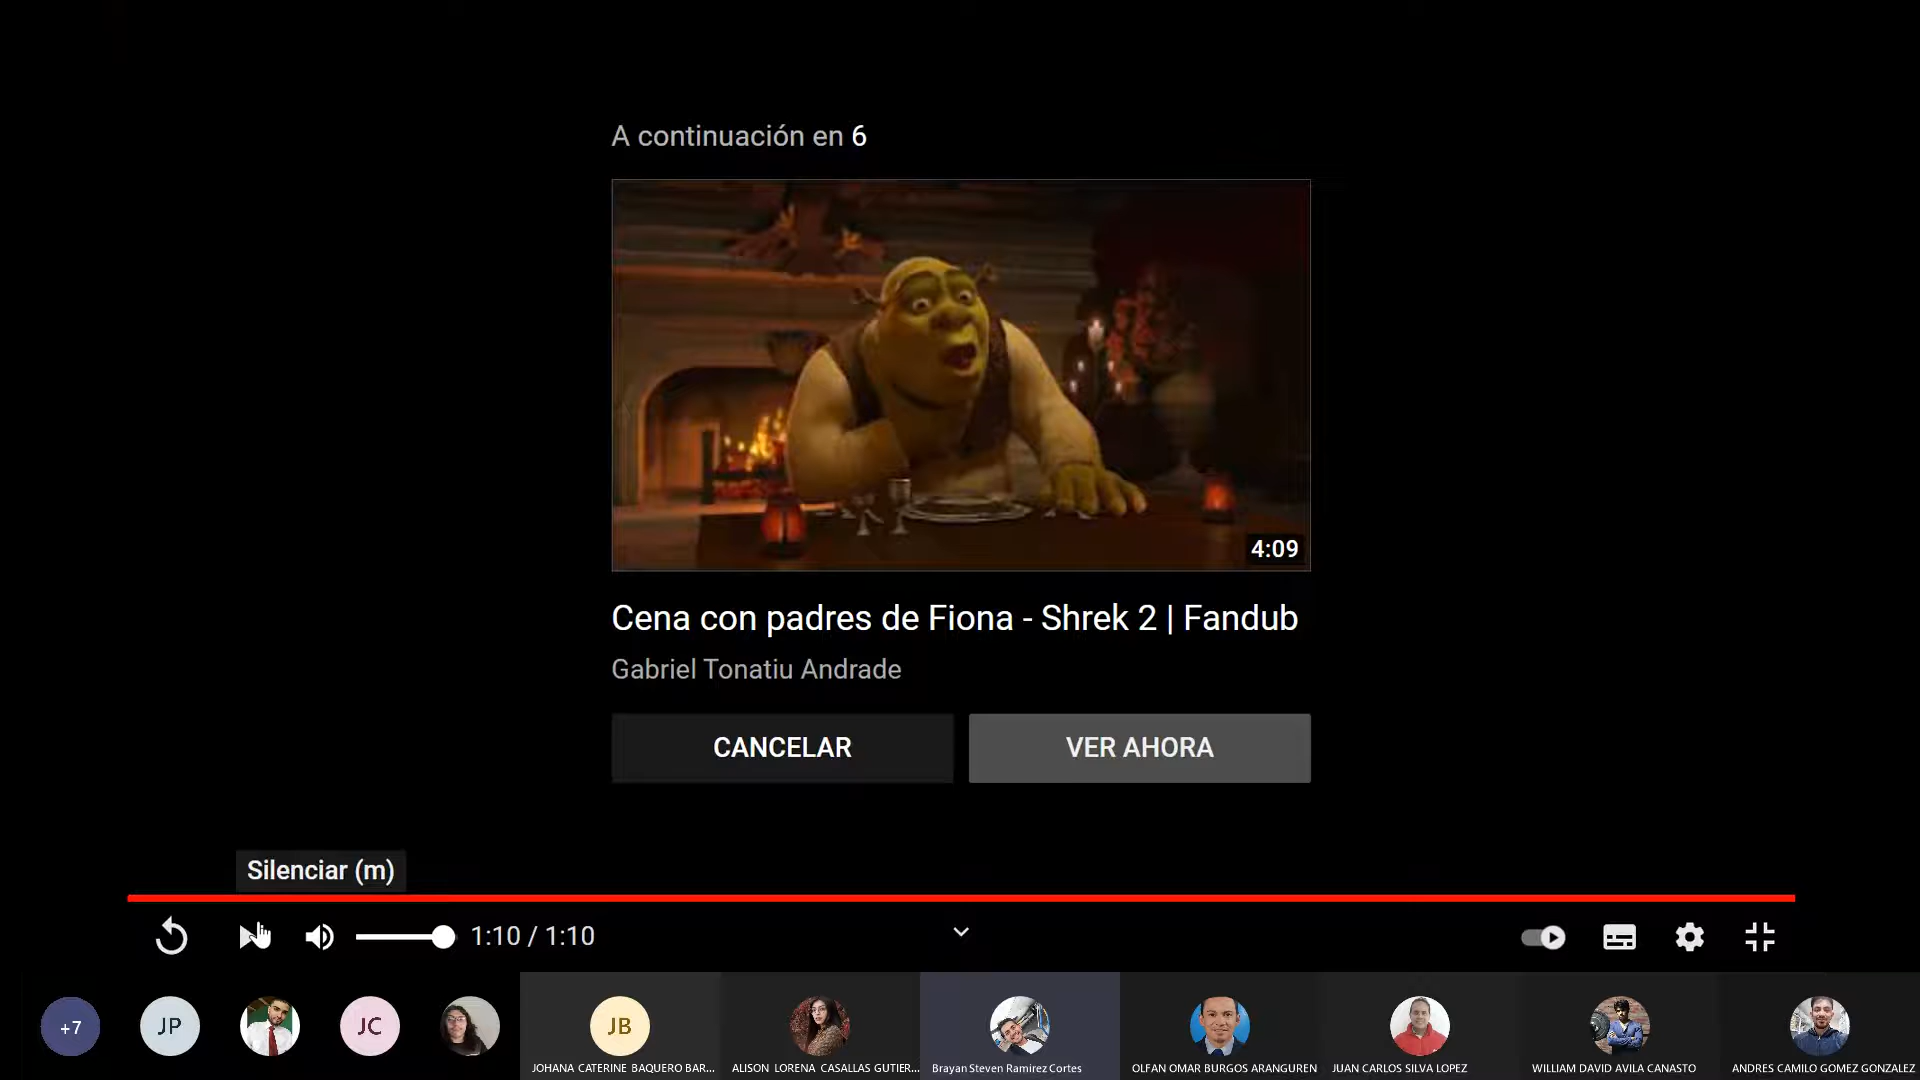 A continuación en 6
4:09
Cena con padres de Fiona - Shrek 2 | Fandub
Gabriel Tonatiu Andrade
CANCELAR
VER AHORA
Silenciar (m)
1:10 / 1:10
+7
JP
JC
JB
JOHANA CATERINE BAQUERO BAR...
ALISON LORENA CASALLAS GUTIER...
Brayan Steven Ramirez Cortes
OLFAN OMAR BURGOS ARANGUREN
JUAN CARLOS SILVA LOPEZ
WILLIAM DAVID AVILA CANASTO
ANDRES CAMILO GOMEZ GONZALEZ